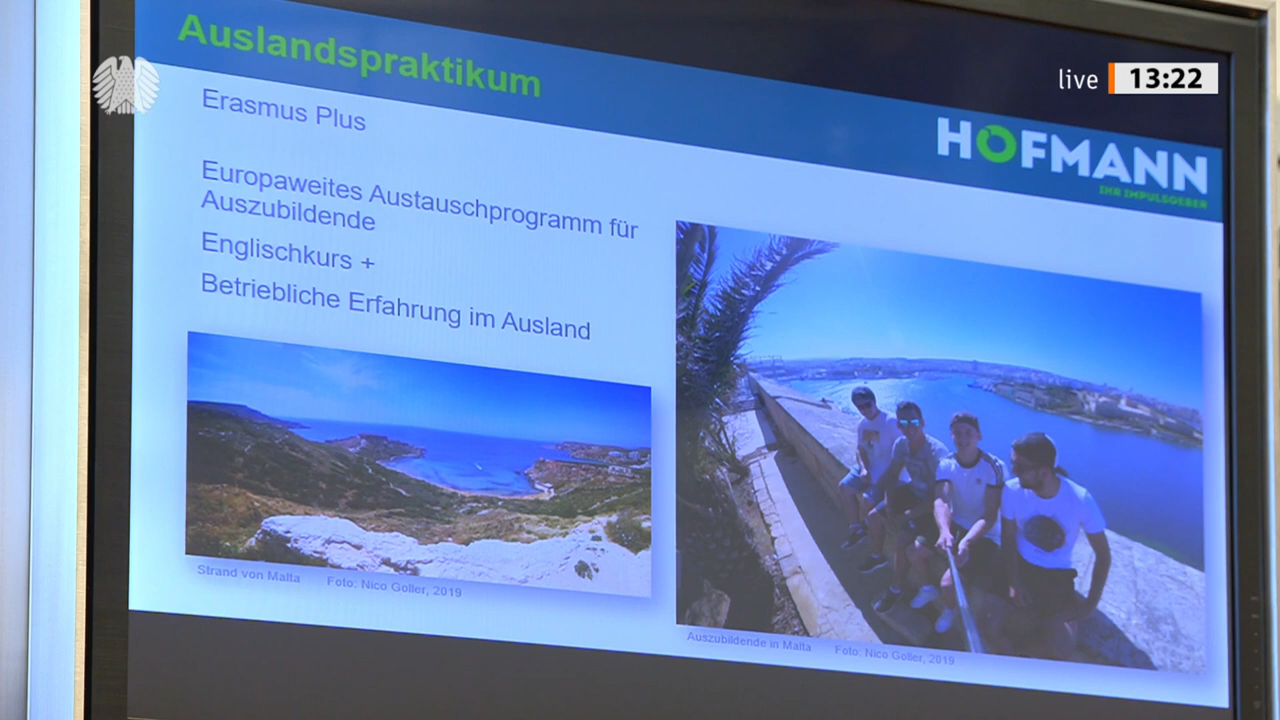 live 13:22
Auslandspraktikum
HOFMANN
IHR IMPULSGEBER
Erasmus Plus
Europaweites Austauschprogramm für
Auszubildende
Englischkurs +
Betriebliche Erfahrung im Ausland
Strand von Malta Foto: Nico Goller, 2019
Auszubildende in Malta Foto: Nico Goller, 2019